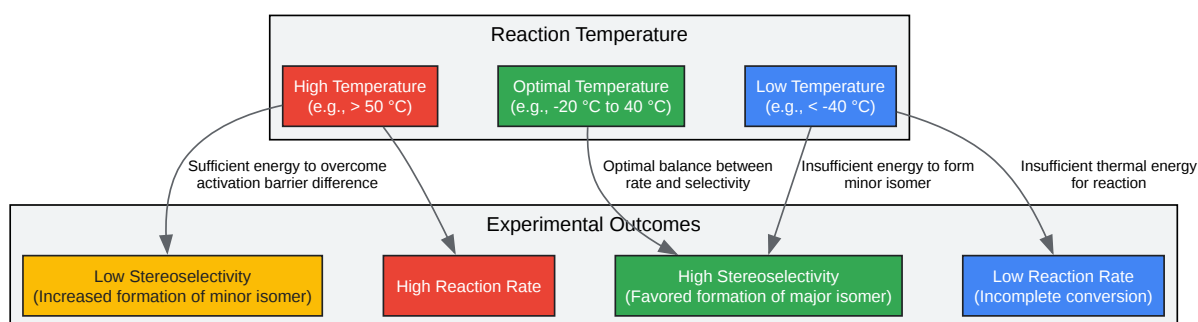 Reaction Temperature
High Temperature
(e.g., > 50 °C)
Optimal Temperature
(e.g., -20 °C to 40 °C)
Low Temperature
(e.g., < -40 °C)
Sufficient energy to overcome
activation barrier difference
Optimal balance between
rate and selectivity
Insufficient energy to form
minor isomer
Insufficient thermal energy
for reaction
Experimental Outcomes
Low Stereoselectivity
(Increased formation of minor isomer)
High Reaction Rate
High Stereoselectivity
(Favored formation of major isomer)
Low Reaction Rate
(Incomplete conversion)